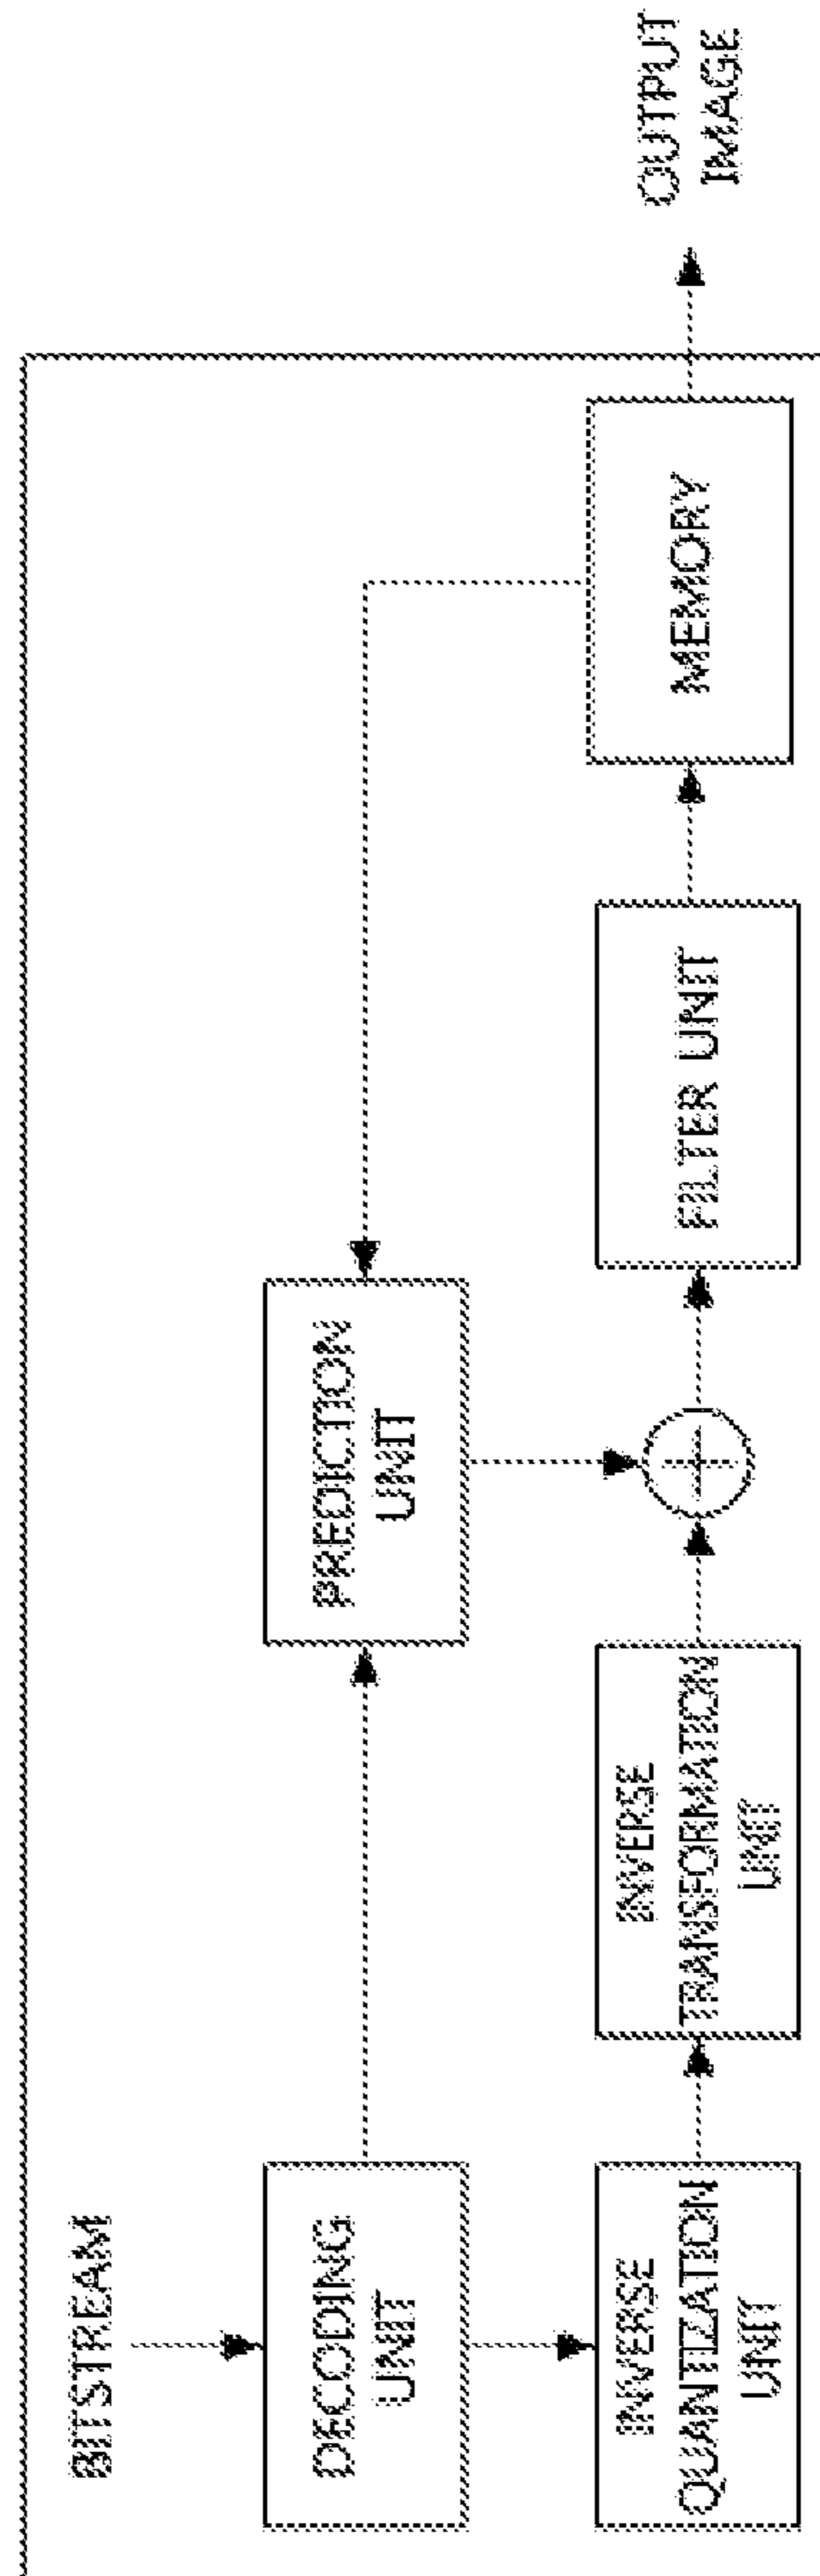 BITSTREAM
DECODING
UNIT
PREDICTION
UNIT
INVERSE
QUANTIZATION
UNIT
INVERSE
TRANSFORMATION
UNIT
FILTER UNIT
MEMORY
OUTPUT
IMAGE